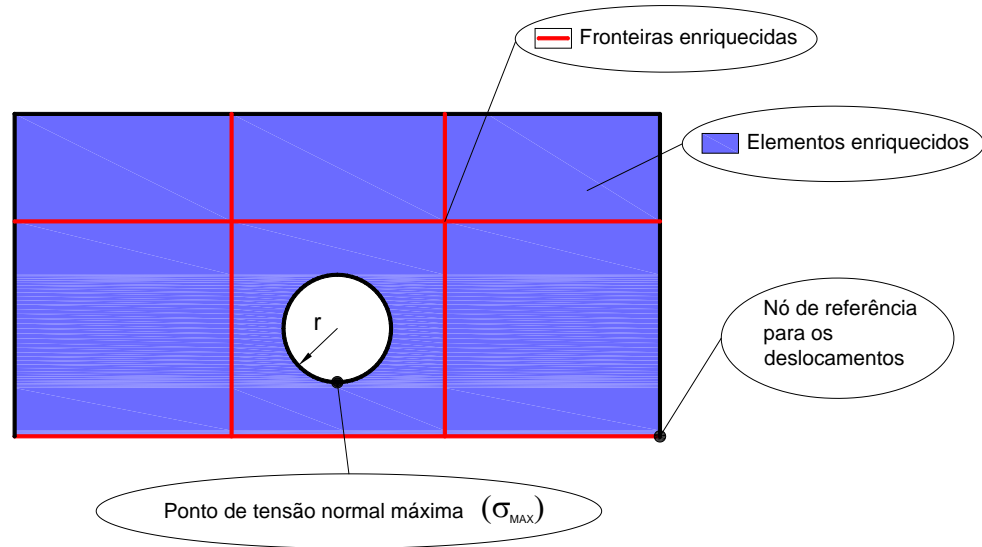 Fronteiras enriquecidas
Elementos enriquecidos
r
Nó de referência
para os
deslocamentos
Ponto de tensão normal máxima (σMAX)